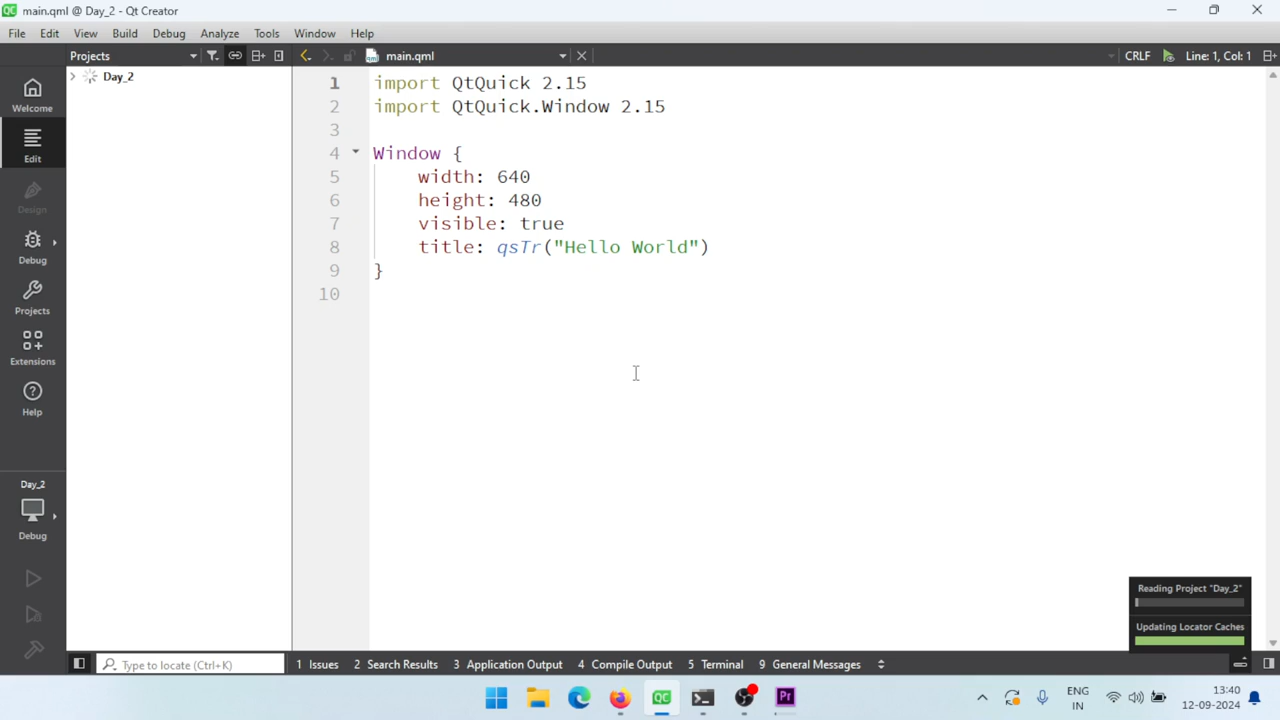 main.qml @ Day_2 - Qt Creator
File Edit View Build Debug Analyze Tools Window Help
Projects
main.qml
CRLF
Line: 1, Col: 1
Day_2
Welcome
Edit
Design
Debug
Projects
Extensions
Help
Day_2
Debug
1 import QtQuick 2.15
2 import QtQuick.Window 2.15
3
4 Window {
5 width: 640
6 height: 480
7 visible: true
8 title: qsTr("Hello World")
9 }
10
Reading Project "Day_2"
Updating Locator Caches
Type to locate (Ctrl+K)
1 Issues 2 Search Results 3 Application Output 4 Compile Output 5 Terminal 9 General Messages
QC
Pr
ENG
IN
13:40
12-09-2024